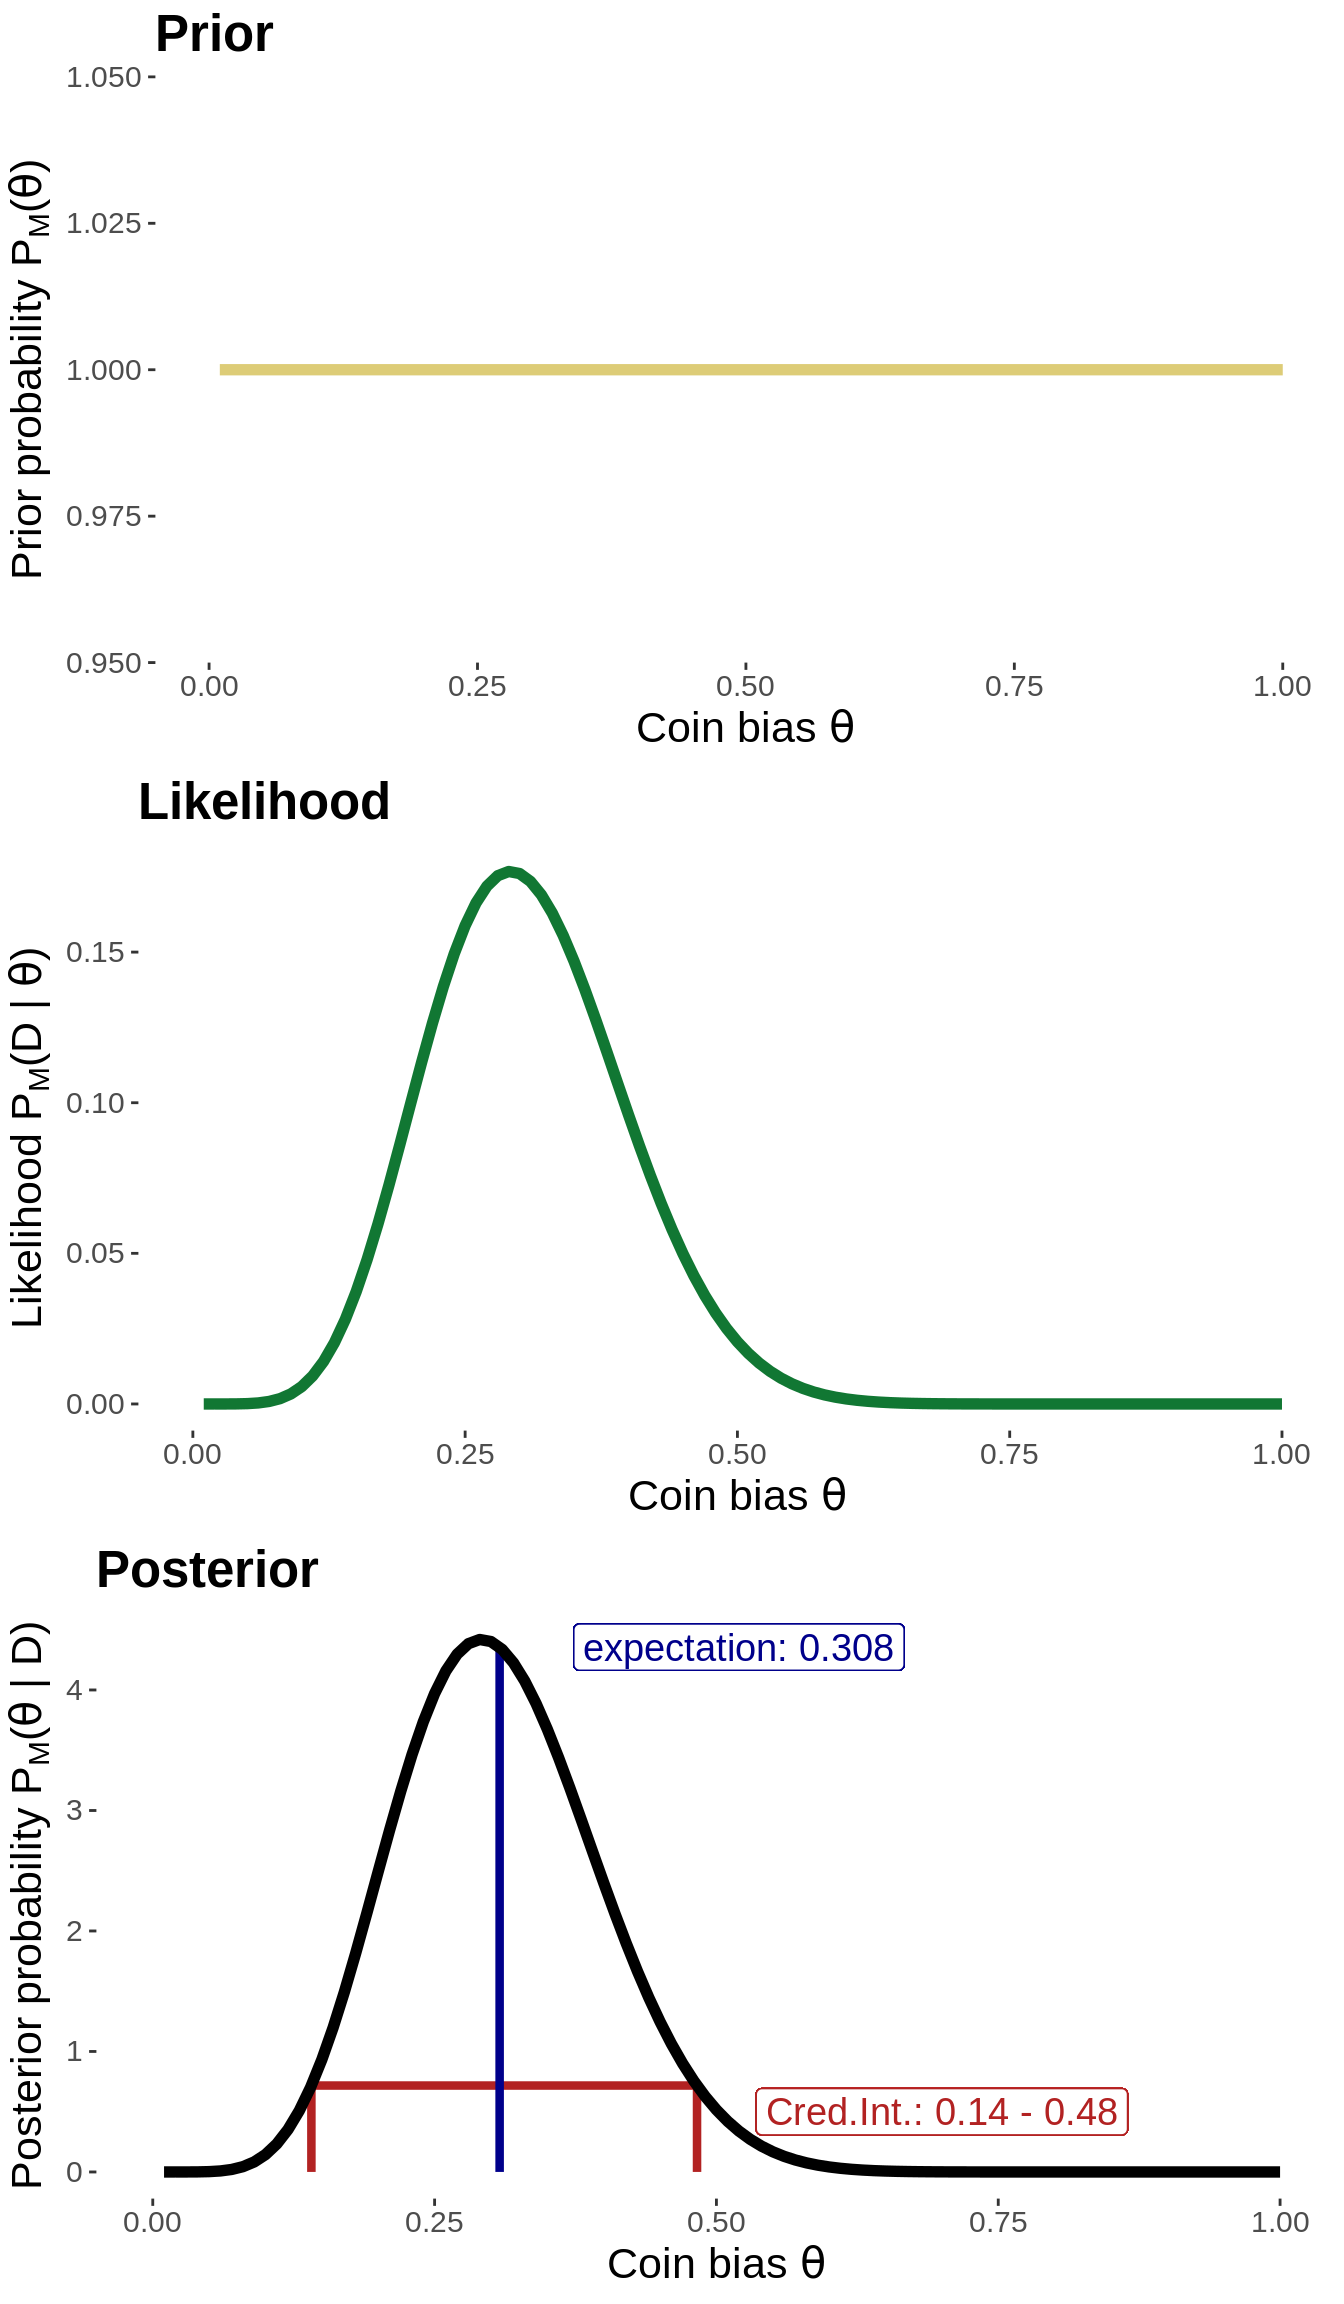 Prior
Prior probability P_M(θ)
1.050
1.025
1.000
0.975
0.950
0.00 0.25 0.50 0.75 1.00
Coin bias θ
Likelihood
Likelihood P_M(D | θ)
0.15
0.10
0.05
0.00
0.00 0.25 0.50 0.75 1.00
Coin bias θ
Posterior
Posterior probability P_M(θ | D)
expectation: 0.308
4
3
2
1
Cred.Int.: 0.14 - 0.48
0
0.00 0.25 0.50 0.75 1.00
Coin bias θ